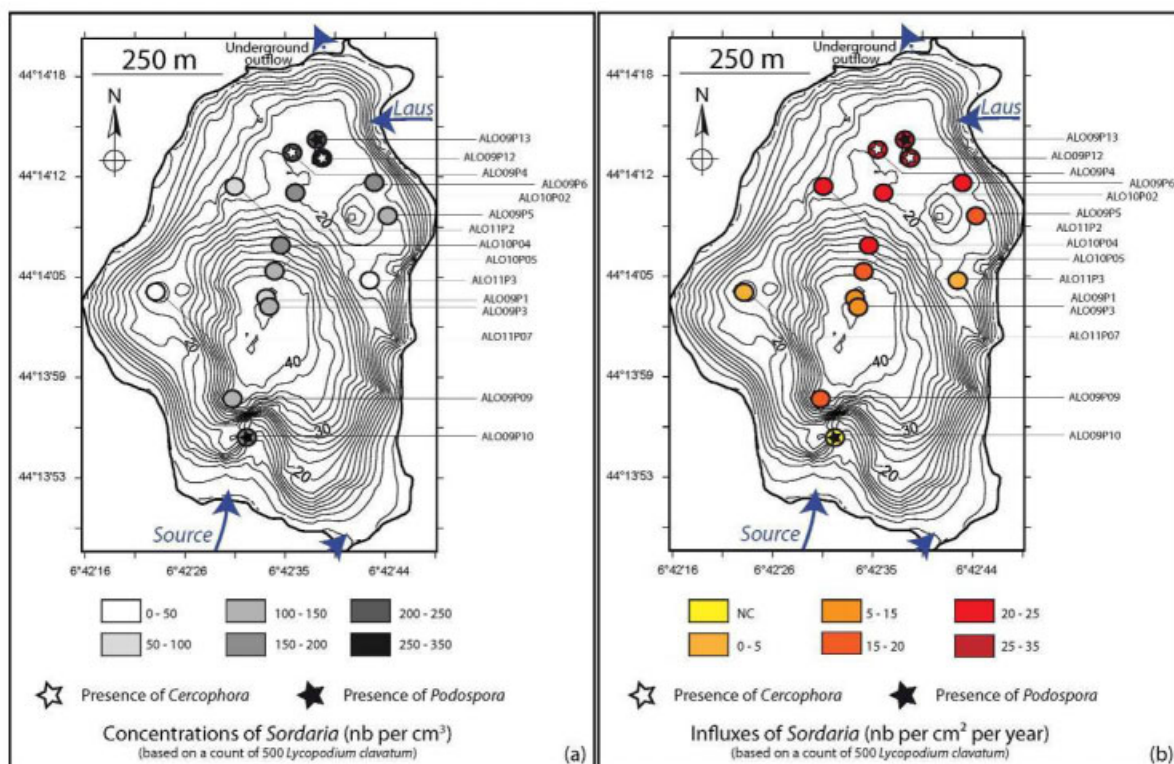 Underground
outflow
250 m
44°14'18
N
Laus
ALO09P13
ALO09P12
44°14'12
ALO09P4
ALO09P6
ALO10P02
20
ALO09P5
ALO11P2
ALO10P04
ALO10P05
44°14'05
ALO11P3
ALO09P1
ALO09P3
ALO11P07
20
40
44°13'59
ALO09P09
30
ALO09P10
20
44°13'53
Source
6°42'16
6°42'26
6°42'35
6°42'44
0 - 50
100 - 150
200 - 250
50 - 100
150 - 200
250 - 350
Presence of Cercophora
Presence of Podospora
Concentrations of Sordaria (nb per cm³)
(based on a count of 500 Lycopodium clavatum)
(a)
Underground
outflow
250 m
44°14'18
N
Laus
ALO09P13
ALO09P12
44°14'12
ALO09P4
ALO09P6
ALO10P02
20
ALO09P5
ALO11P2
ALO10P04
ALO10P05
44°14'05
ALO11P3
ALO09P1
ALO09P3
ALO11P07
20
40
44°13'59
ALO09P09
30
ALO09P10
20
44°13'53
Source
6°42'16
6°42'26
6°42'35
6°42'44
NC
5 - 15
20 - 25
0 - 5
15 - 20
25 - 35
Presence of Cercophora
Presence of Podospora
Influxes of Sordaria (nb per cm² per year)
(based on a count of 500 Lycopodium clavatum)
(b)